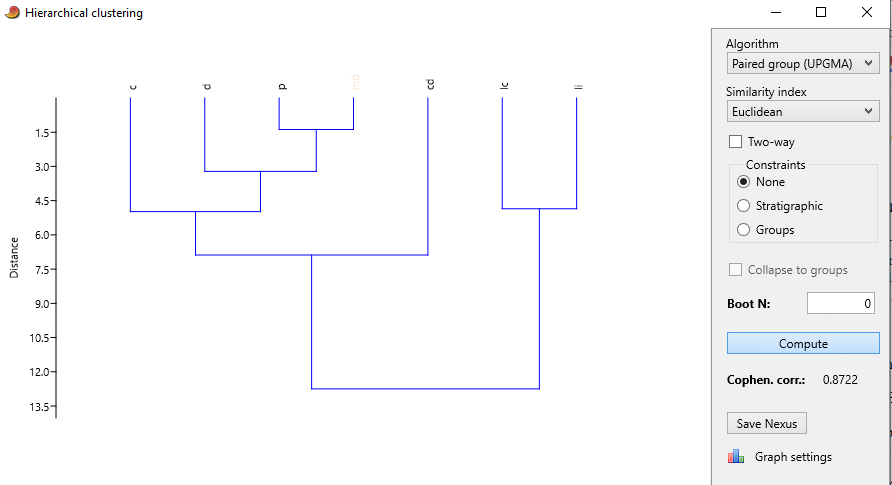 Hierarchical clustering
c
d
p
md
cd
lc
li
1.5
3.0
4.5
6.0
7.5
9.0
10.5
12.0
13.5
Distance
Algorithm
Paired group (UPGMA)
Similarity index
Euclidean
Two-way
Constraints
None
Stratigraphic
Groups
Collapse to groups
Boot N: 0
Compute
Cophen. corr.: 0.8722
Save Nexus
Graph settings